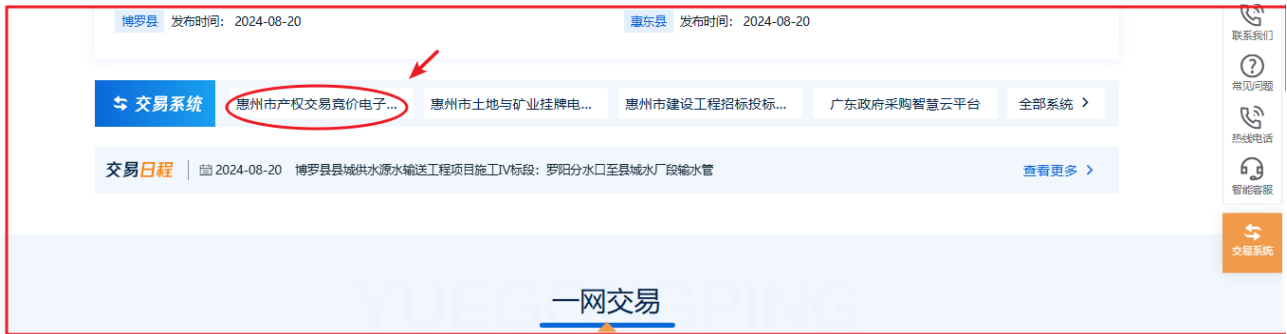 博罗县 发布时间: 2024-08-20 惠东县 发布时间: 2024-08-20
联系我们
常见问题
交易系统 惠州市产权交易竞价电子... 惠州市土地与矿业挂牌电... 惠州市建设工程招标投标... 广东政府采购智慧云平台 全部系统
热线电话
交易日程 2024-08-20 博罗县县城供水源水输送工程项目施工IV标段：罗阳分水口至县城水厂段输水管 查看更多
智能客服
交易系统
一网交易
YUEGONGPING